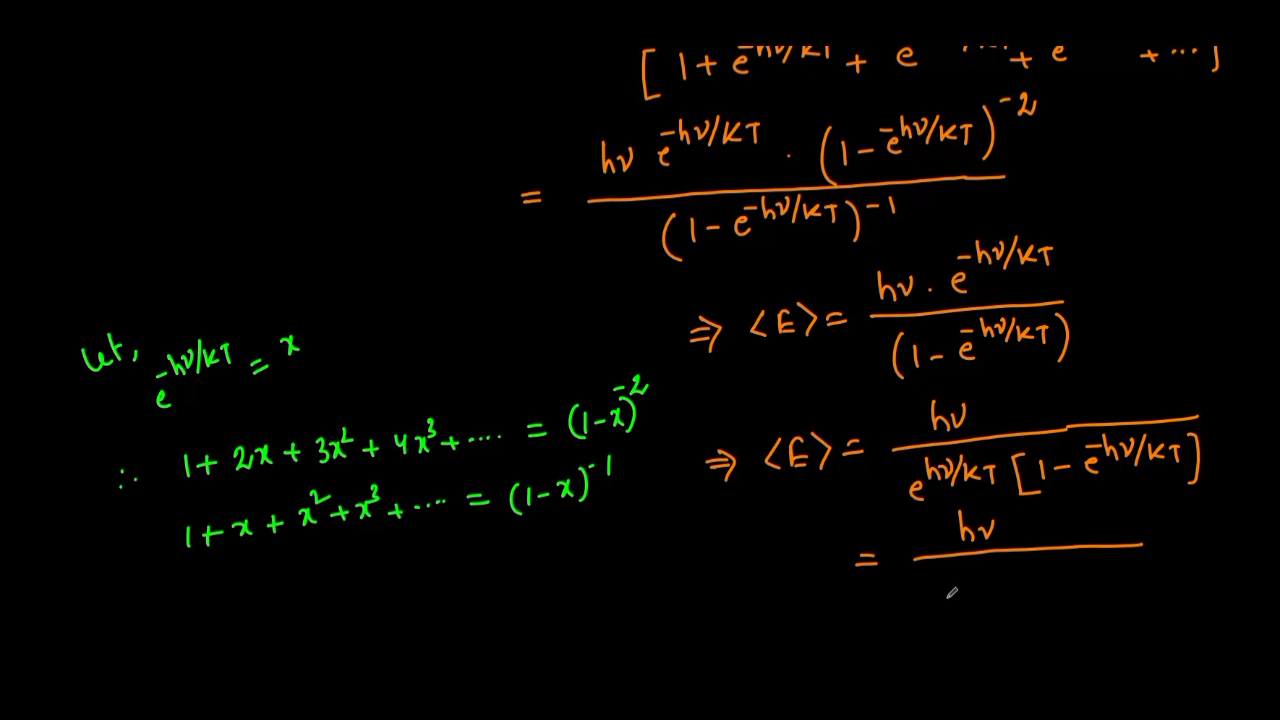 [ 1 + e^{-hν/KT} + e + e + ... ]
= hν e^{-hν/KT} . (1 - e^{-hν/KT})^{-2} / (1 - e^{-hν/KT})^{-1}
⇒ <E> = hν . e^{-hν/KT} / (1 - e^{-hν/KT})
⇒ <E> = hν / e^{hν/KT} [1 - e^{-hν/KT}]
= hν /
Let, e^{-hν/KT} = x
∴ 1 + 2x + 3x² + 4x³ + .... = (1-x)^{-2}
1 + x + x² + x³ + .... = (1-x)^{-1}